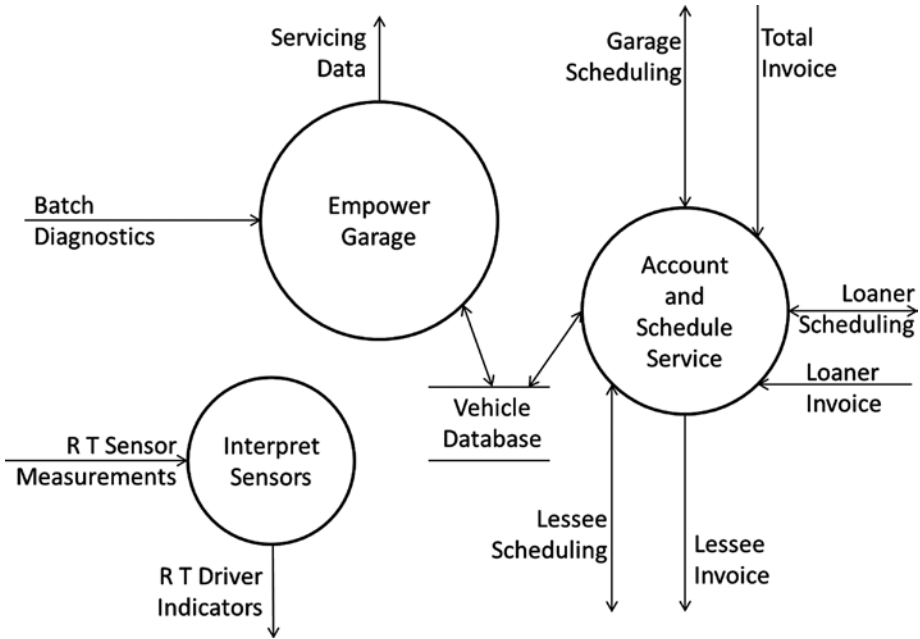 Servicing
Data
Garage
Scheduling
Total
Invoice
Batch
Diagnostics
Empower
Garage
Account
and
Schedule
Service
Loaner
Scheduling
Loaner
Invoice
Vehicle
Database
R T Sensor
Measurements
Interpret
Sensors
Lessee
Scheduling
Lessee
Invoice
R T Driver
Indicators